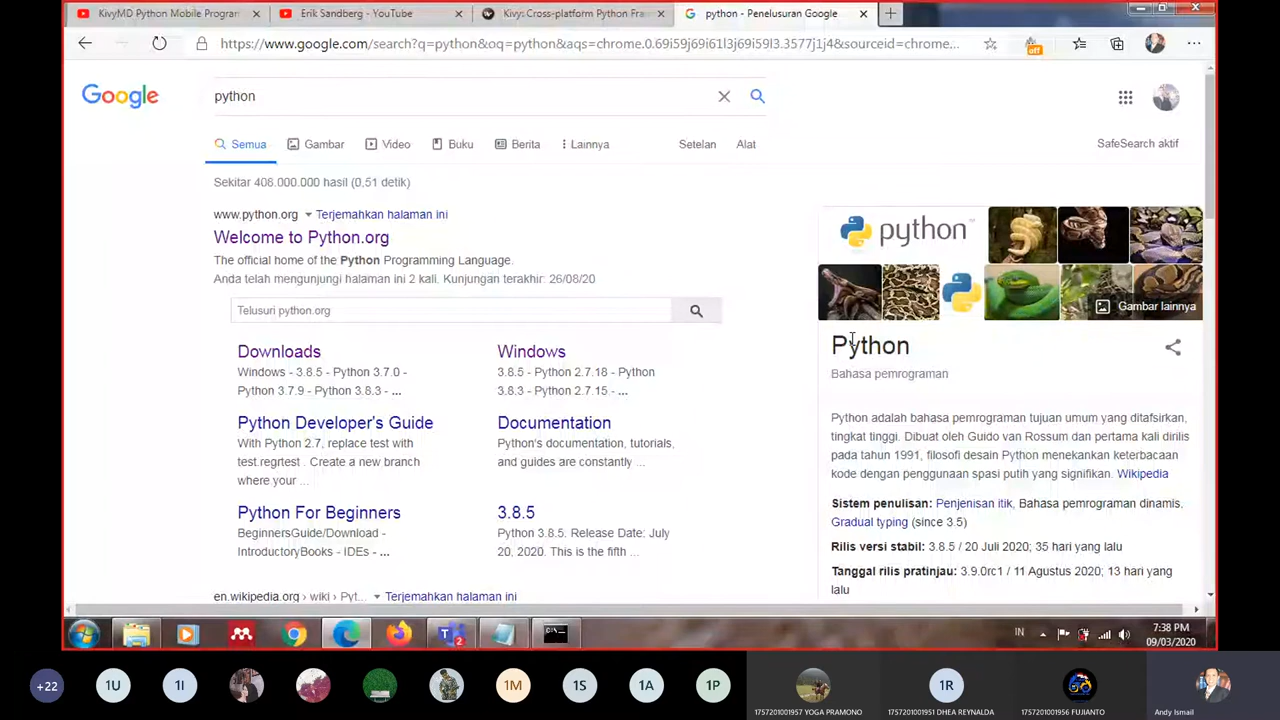 KivyMD Python Mobile Program
Erik Sandberg - YouTube
Kivy: Cross-platform Python Fra
python - Penelusuran Google
https://www.google.com/search?q=python&oq=python&aqs=chrome.0.69i59j69i61l3j69i59l3.3577j1j4&sourceid=chrome...
off
Google
python
Semua
Gambar
Video
Buku
Berita
Lainnya
Setelan
Alat
SafeSearch aktif
Sekitar 408.000.000 hasil (0,51 detik)
www.python.org Terjemahkan halaman ini
Welcome to Python.org
The official home of the Python Programming Language.
Anda telah mengunjungi halaman ini 2 kali. Kunjungan terakhir: 26/08/20
Telusuri python.org
Downloads
Windows - 3.8.5 - Python 3.7.0 -
Python 3.7.9 - Python 3.8.3 - ...
Windows
3.8.5 - Python 2.7.18 - Python
3.8.3 - Python 2.7.15 - ...
Python Developer's Guide
With Python 2.7, replace test with
test.regrtest . Create a new branch
where your ...
Documentation
Python's documentation, tutorials,
and guides are constantly ...
Python For Beginners
BeginnersGuide/Download -
IntroductoryBooks - IDEs - ...
3.8.5
Python 3.8.5. Release Date: July
20, 2020. This is the fifth ...
en.wikipedia.org › wiki › Pyt... Terjemahkan halaman ini
python
Gambar lainnya
Python
Bahasa pemrograman
Python adalah bahasa pemrograman tujuan umum yang ditafsirkan,
tingkat tinggi. Dibuat oleh Guido van Rossum dan pertama kali dirilis
pada tahun 1991, filosofi desain Python menekankan keterbacaan
kode dengan penggunaan spasi putih yang signifikan. Wikipedia
Sistem penulisan: Penjenisan itik, Bahasa pemrograman dinamis.
Gradual typing (since 3.5)
Rilis versi stabil: 3.8.5 / 20 Juli 2020; 35 hari yang lalu
Tanggal rilis pratinjau: 3.9.0rc1 / 11 Agustus 2020; 13 hari yang
lalu
2
IN
7:38 PM
09/03/2020
+22
1U
1I
1M
1S
1A
1P
1757201001957 YOGA PRAMONO
1R
1757201001951 DHEA REYNALDA
1757201001956 FUJIANTO
Andy Ismail